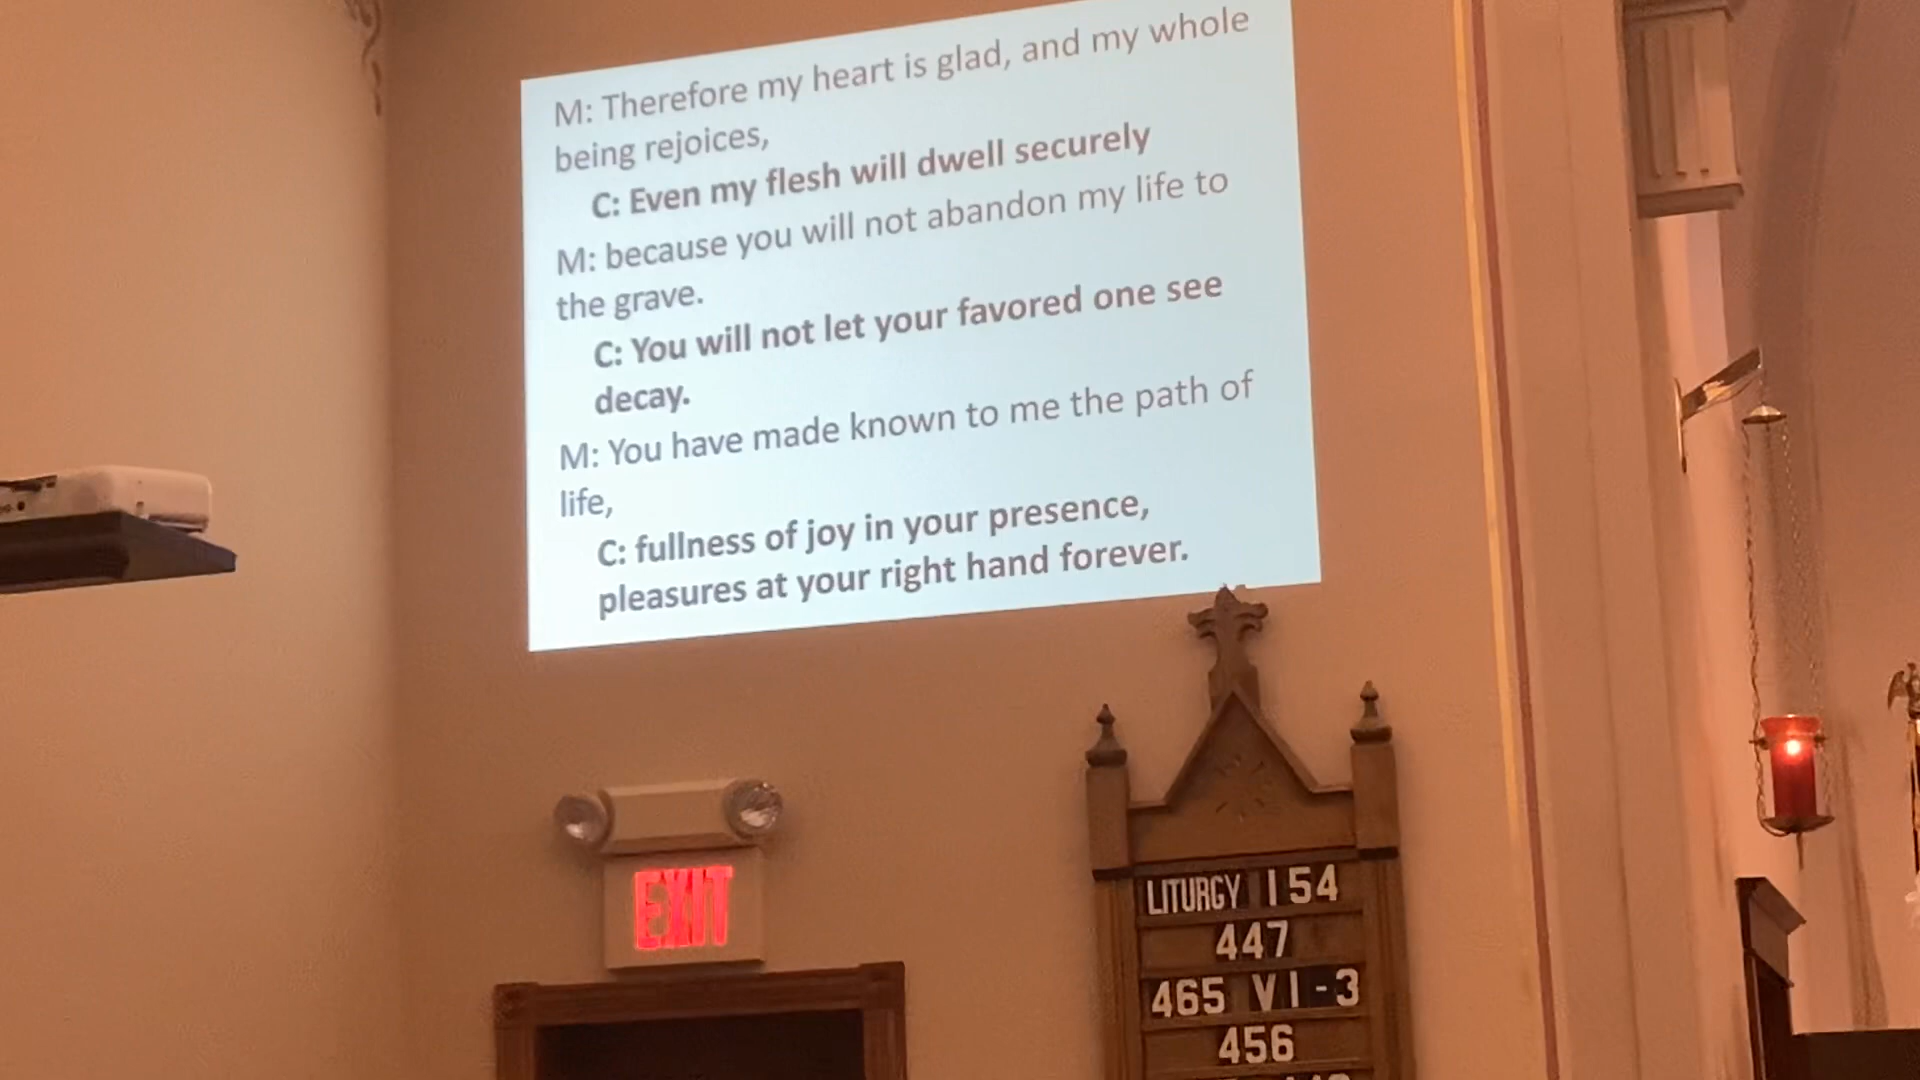 M: Therefore my heart is glad, and my whole
being rejoices,
C: Even my flesh will dwell securely
M: because you will not abandon my life to
the grave.
C: You will not let your favored one see
decay.
M: You have made known to me the path of
life,
C: fullness of joy in your presence,
pleasures at your right hand forever.
EXIT
LITURGY 154
447
465 V1-3
456